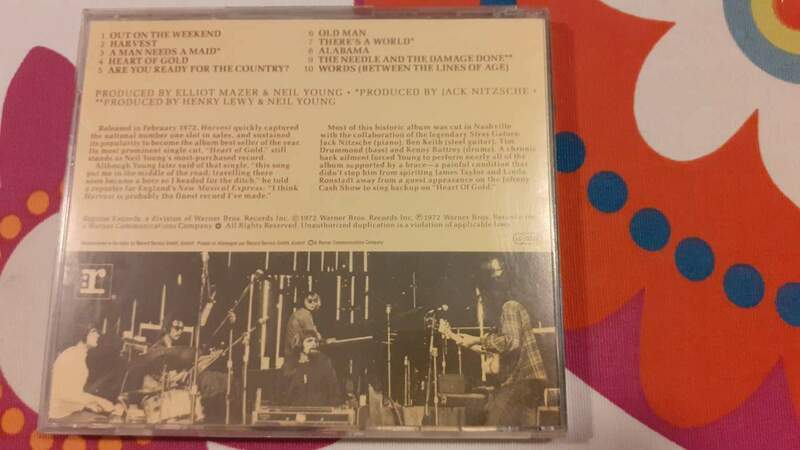 1 OUT ON THE WEEKEND
2 HARVEST
3 A MAN NEEDS A MAID*
4 HEART OF GOLD
5 ARE YOU READY FOR THE COUNTRY?
6 OLD MAN
7 THERE'S A WORLD*
8 ALABAMA
9 THE NEEDLE AND THE DAMAGE DONE**
10 WORDS (BETWEEN THE LINES OF AGE)
PRODUCED BY ELLIOT MAZER & NEIL YOUNG • *PRODUCED BY JACK NITZSCHE
**PRODUCED BY HENRY LEWY & NEIL YOUNG
Released in February 1972, Harvest quickly captured
the national number one slot in sales, and sustained
its popularity to become the album best seller of the year.
Its most prominent single cut, "Heart of Gold," still
stands as Neil Young's most-purchased record.
Although Young later said of that single, "this song
put me in the middle of the road; travelling there
soon became a bore so I headed for the ditch," he told
a reporter for England's New Musical Express: "I think
Harvest is probably the finest record I've made."
Most of this historic album was cut in Nashville
with the collaboration of the legendary Stray Gators:
Jack Nitzsche (piano), Ben Keith (steel guitar), Tim
Drummond (bass) and Kenny Buttrey (drums). A chronic
back ailment forced Young to perform nearly all of the
album supported by a brace—a painful condition that
didn't stop him from spiriting James Taylor and Linda
Ronstadt away from a guest appearance on the Johnny
Cash Show to sing backup on "Heart Of Gold."
Reprise Records, a division of Warner Bros. Records Inc. ©1972 Warner Bros. Records Inc. ℗1972 Warner Bros. Records Inc.
a Warner Communications Company. All Rights Reserved. Unauthorized duplication is a violation of applicable laws.
A Warner Communications Company
r